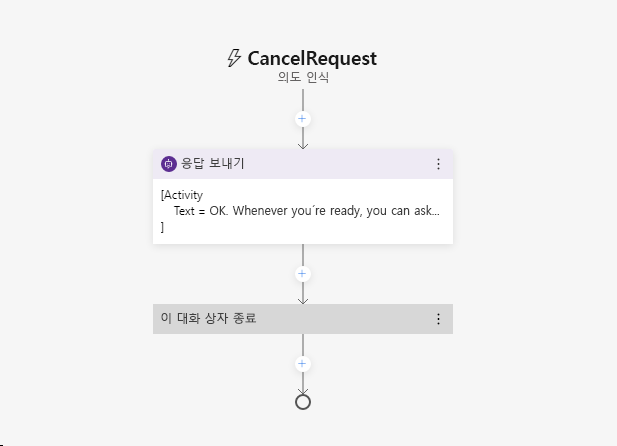 CancelRequest
의도 인식
응답 보내기
[Activity
Text = OK. Whenever you´re ready, you can ask...
]
이 대화 상자 종료